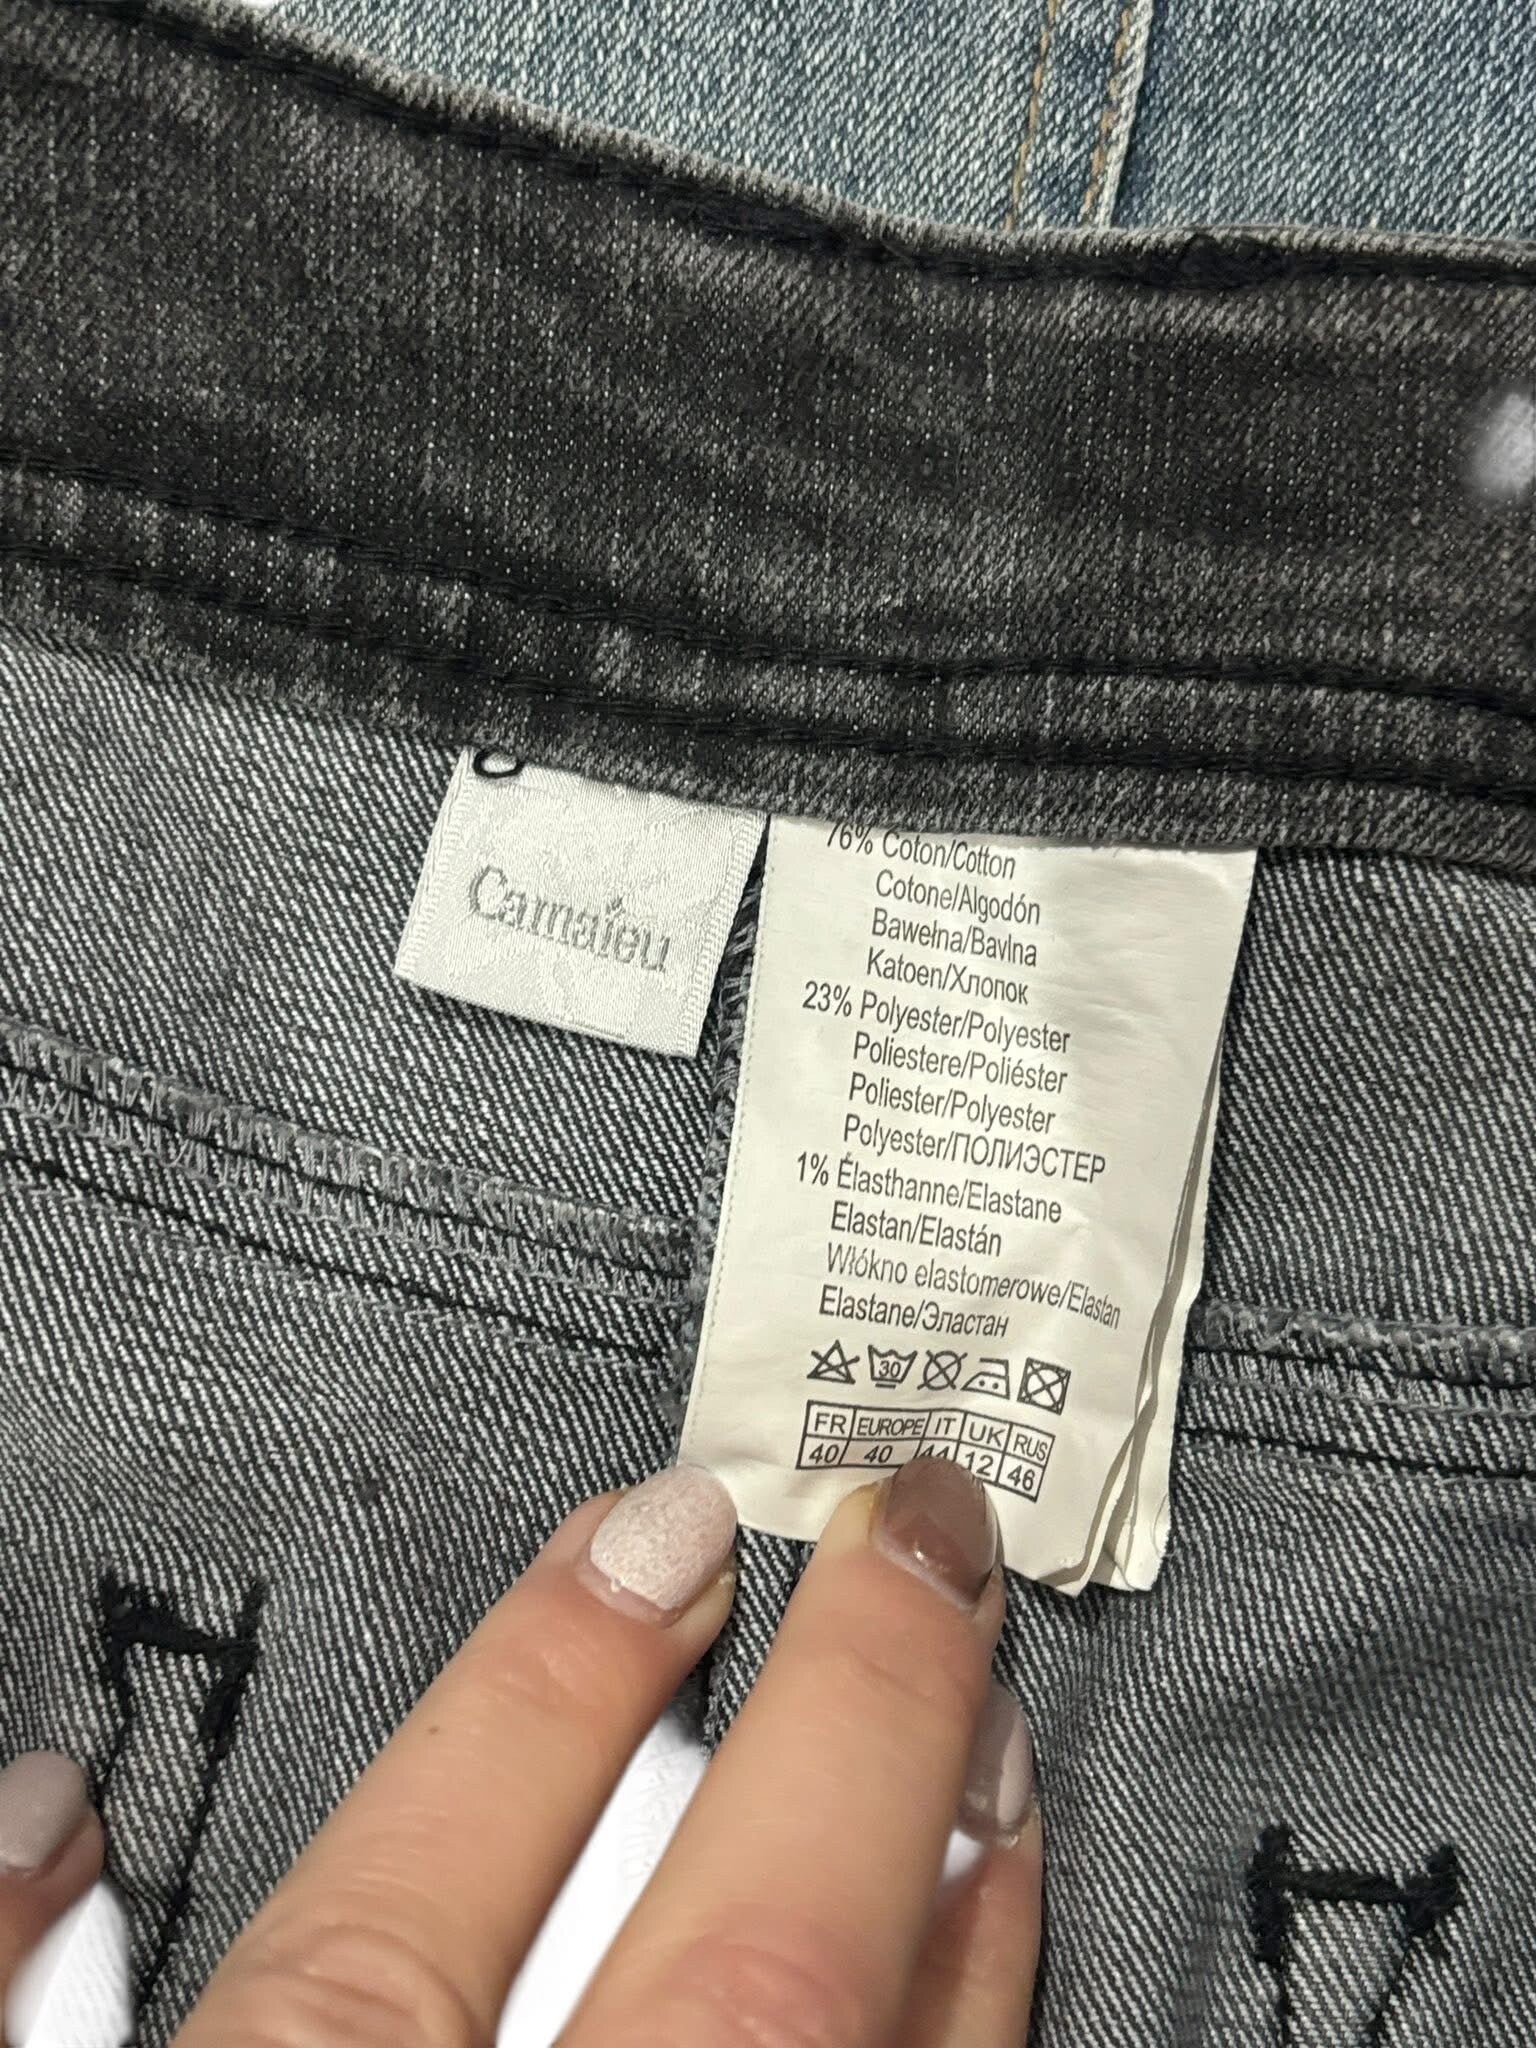 Camaïeu
76% Coton/Cotton
Cotone/Algodón
Bawełna/Bavlna
Katoen/Хлопок
23% Polyester/Polyester
Poliestere/Poliéster
Poliester/Polyester
Polyester/ПОЛИЭСТЕР
1% Élasthanne/Elastane
Elastan/Elastán
Włókno elastomerowe/Elastan
Elastane/Эластан
30
FR EUROPE IT UK RUS
40 40 44 12 46